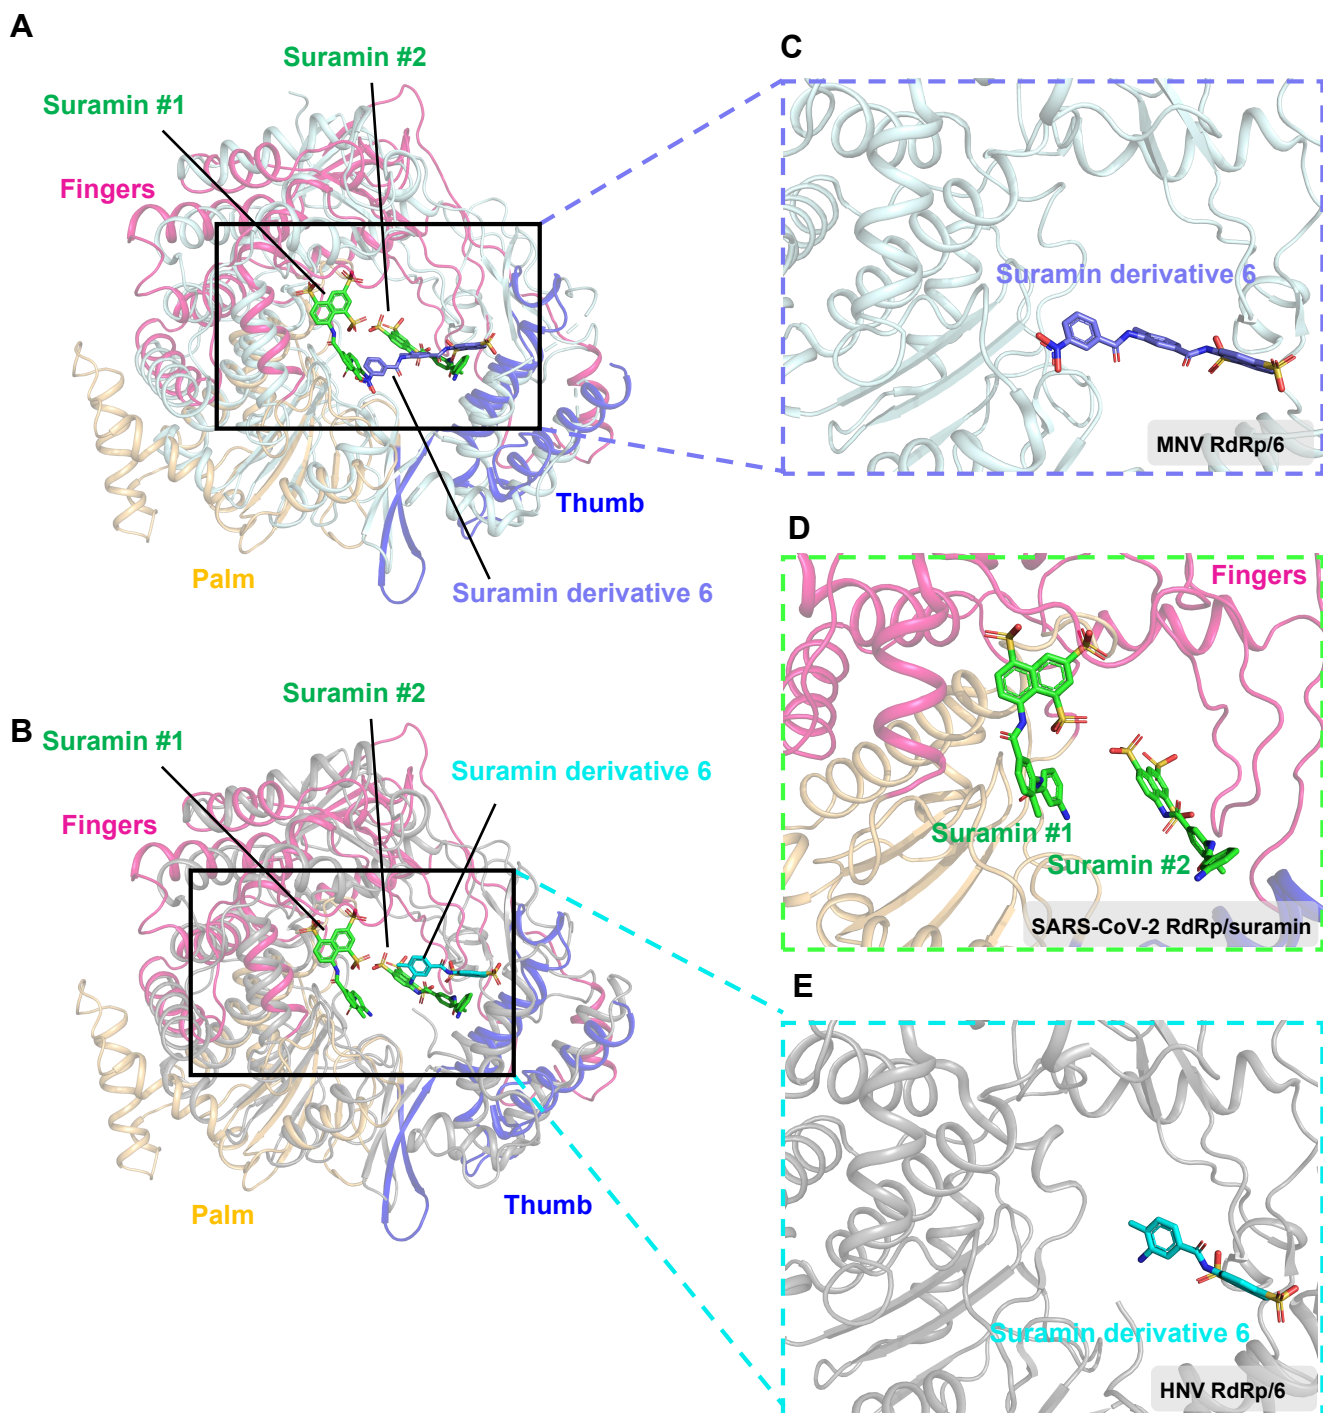 A
Suramin #2
Suramin #1
Fingers
Thumb
Palm
Suramin derivative 6
B
Suramin #2
Suramin #1
Suramin derivative 6
Fingers
Thumb
Palm
C
Suramin derivative 6
MNV RdRp/6
D
Fingers
Suramin #1
Suramin #2
SARS-CoV-2 RdRp/suramin
E
Suramin derivative 6
HNV RdRp/6